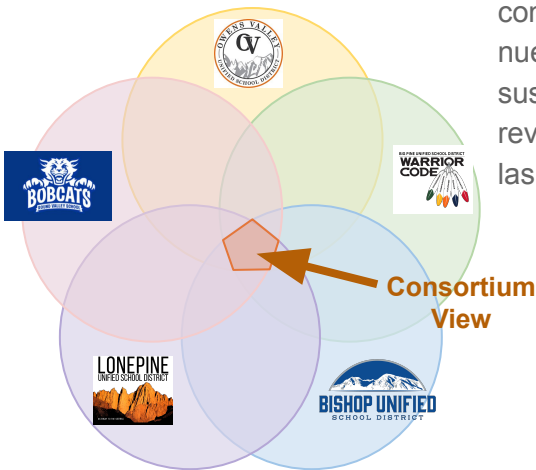 OWENS VALLEY
OV
UNIFIED SCHOOL DISTRICT
BIG PINE UNIFIED SCHOOL DISTRICT
WARRIOR
CODE
BOBCATS
ROUND VALLEY SCHOOL
Consortium
View
LONEPINE
UNIFIED SCHOOL DISTRICT
BISHOP UNIFIED
SCHOOL DISTRICT
con
nue
sus
rev
las